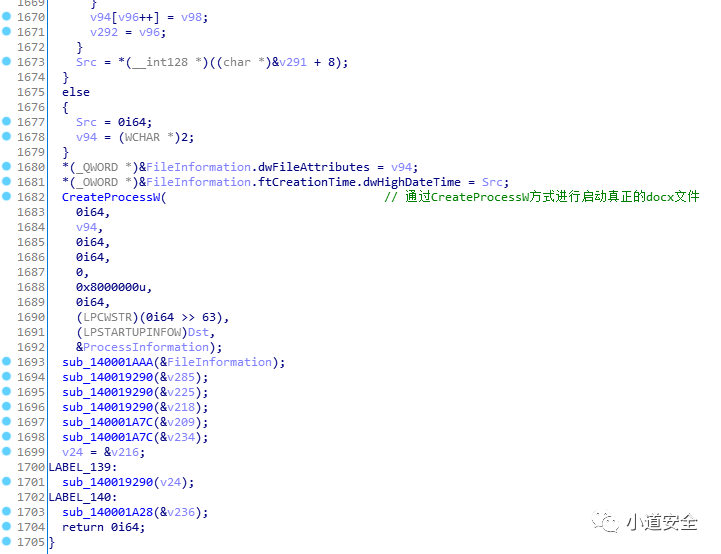 1669       }
1670       v94[v96++] = v98;
1671       v292 = v96;
1672     }
1673     Src = *(__int128 *)((char *)&v291 + 8);
1674   }
1675   else
1676   {
1677     Src = 0i64;
1678     v94 = (WCHAR *)2;
1679   }
1680   *(_QWORD *)&FileInformation.dwFileAttributes = v94;
1681   *(_OWORD *)&FileInformation.ftCreationTime.dwHighDateTime = Src;
1682   CreateProcessW(                              // 通过CreateProcessW方式进行启动真正的docx文件
1683     0i64,
1684     v94,
1685     0i64,
1686     0i64,
1687     0,
1688     0x8000000u,
1689     0i64,
1690     (LPCWSTR)(0i64 >> 63),
1691     (LPSTARTUPINFOW)Dst,
1692     &ProcessInformation);
1693   sub_140001AAA(&FileInformation);
1694   sub_140019290(&v285);
1695   sub_140019290(&v225);
1696   sub_140019290(&v218);
1697   sub_140001A7C(&v209);
1698   sub_140001A7C(&v234);
1699   v24 = &v216;
1700 LABEL_139:
1701   sub_140019290(v24);
1702 LABEL_140:
1703   sub_140001A28(&v236);
1704   return 0i64;
1705 }
小道安全